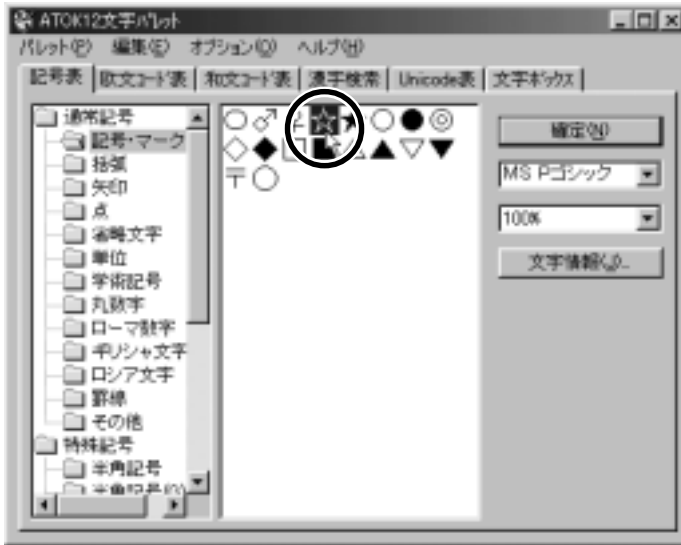 ATOK12文字パレット
パレット(P) 編集(E) オプション(O) ヘルプ(H)
記号表 欧文コード表 和文コード表 漢字検索 Unicode表 文字ボックス
通常記号
記号・マーク
括弧
矢印
点
省略文字
単位
学術記号
丸数字
ローマ数字
ギリシャ文字
ロシア文字
罫線
その他
特殊記号
半角記号
○♂☆★○●◎
◇◆□■△▲▽▼
〒○
確定(N)
MS Pゴシック
100%
文字情報(J)...